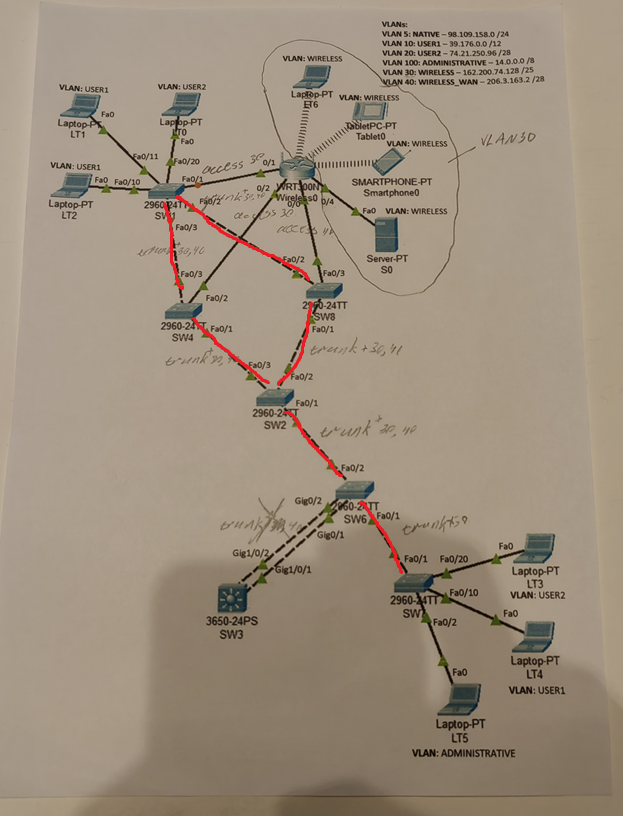 VLANs:
VLAN 5: NATIVE – 98.109.158.0 /24
VLAN 10: USER1 – 39.176.0.0 /12
VLAN 20: USER2 – 74.21.250.96 /28
VLAN 100: ADMINISTRATIVE – 14.0.0.0 /8
VLAN 30: WIRELESS – 162.200.74.128 /25
VLAN 40: WIRELESS_WAN – 206.3.163.2 /28
VLAN: WIRELESS
Laptop-PT
LT6
VLAN: USER1
Laptop-PT
LT1
Fa0
VLAN: USER2
Laptop-PT
LT0
Fa0
TabletPC-PT
Tablet0
VLAN: WIRELESS
VLAN30
VLAN: WIRELESS
SMARTPHONE-PT
Smartphone0
Fa0/11
Fa0/20
access 30
0/1
VLAN: USER1
Laptop-PT
LT2
Fa0
Fa0/10
Fa0/1
WRT300N
Wireless0
0/2
0/4
Fa0
VLAN: WIRELESS
Server-PT
S0
Fa0/2
access 30
access
Fa0/3
trunk+30,40
Fa0/3
Fa0/2
Fa0/2
Fa0/3
2960-24TT
SW4
Fa0/1
2960-24TT
SW8
Fa0/1
trunk
Fa0/3
trunk+30,
Fa0/2
Fa0/1
2960-24TT
SW2
trunk+30,40
Fa0/2
Gig0/2
Gig0/1
SW6
Fa0/1
trunk
trunk+
Gig1/0/2
Gig1/0/1
3650-24PS
SW3
Fa0/1
Fa0/20
Fa0
Laptop-PT
LT3
VLAN: USER2
2960-24TT
Fa0/10
Fa0/2
Fa0
Laptop-PT
LT4
VLAN: USER1
Fa0
Laptop-PT
LT5
VLAN: ADMINISTRATIVE